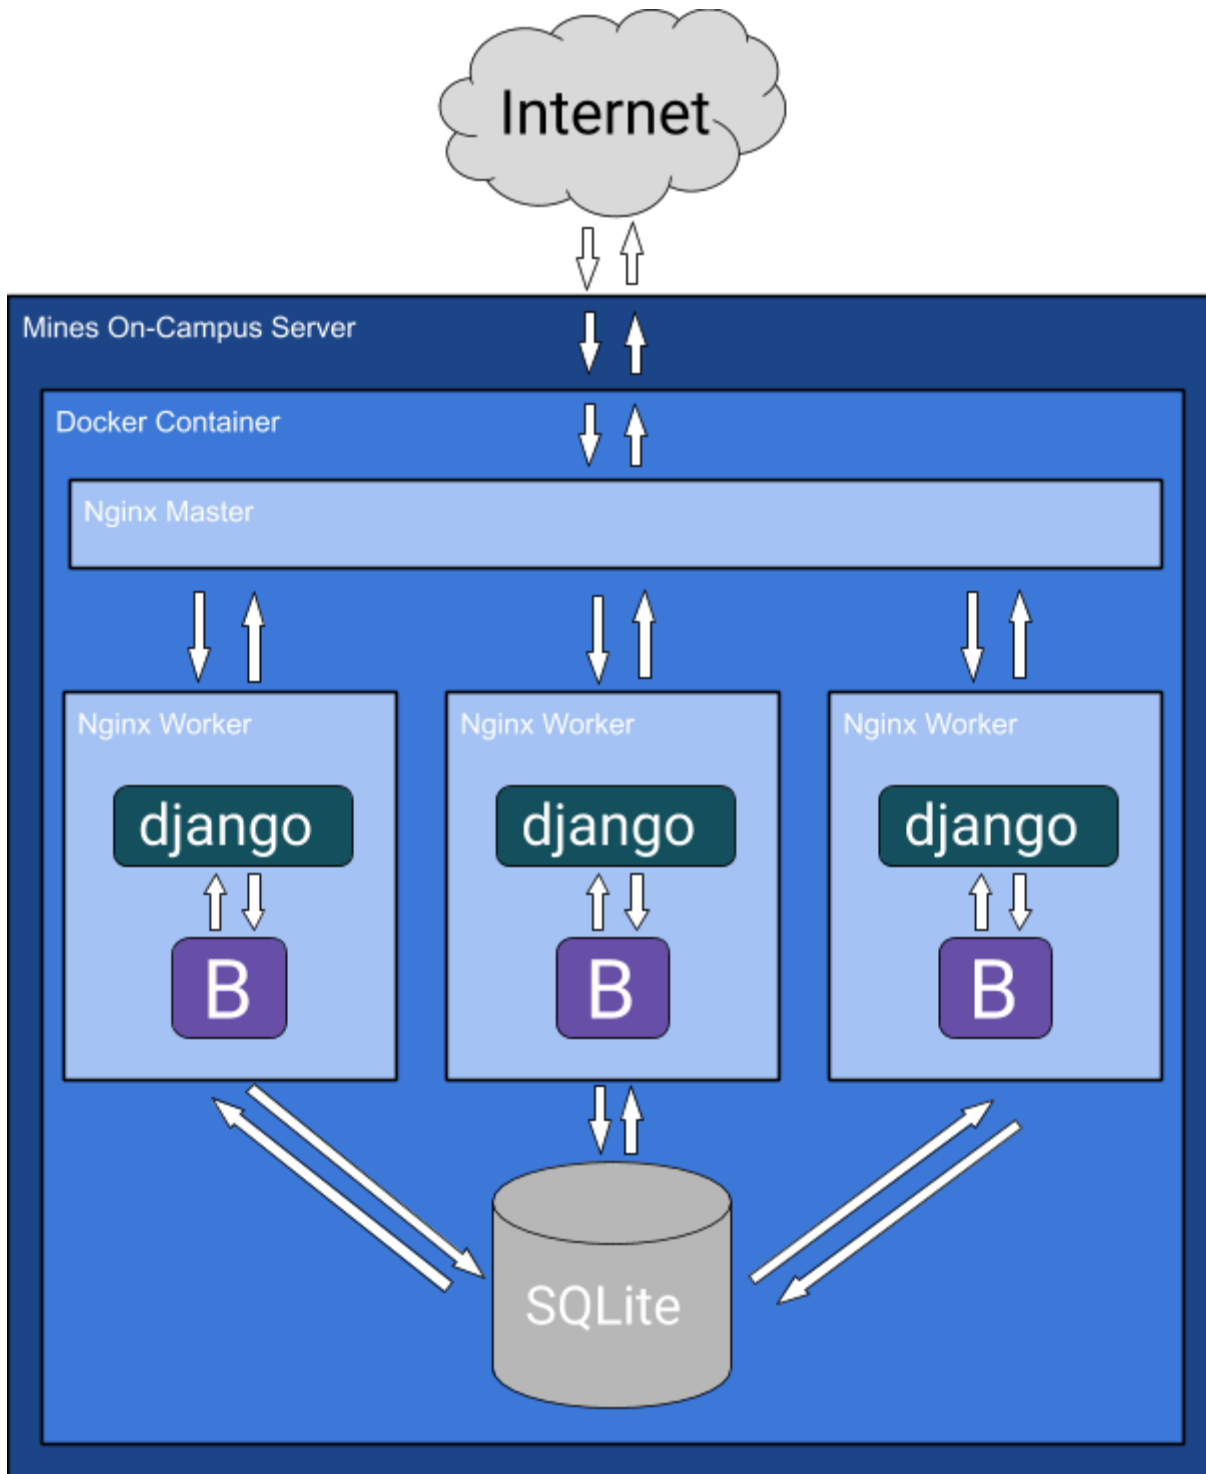 Internet
Mines On-Campus Server
Docker Container
Nginx Master
Nginx Worker
Nginx Worker
Nginx Worker
django
django
django
B
B
B
SQLite